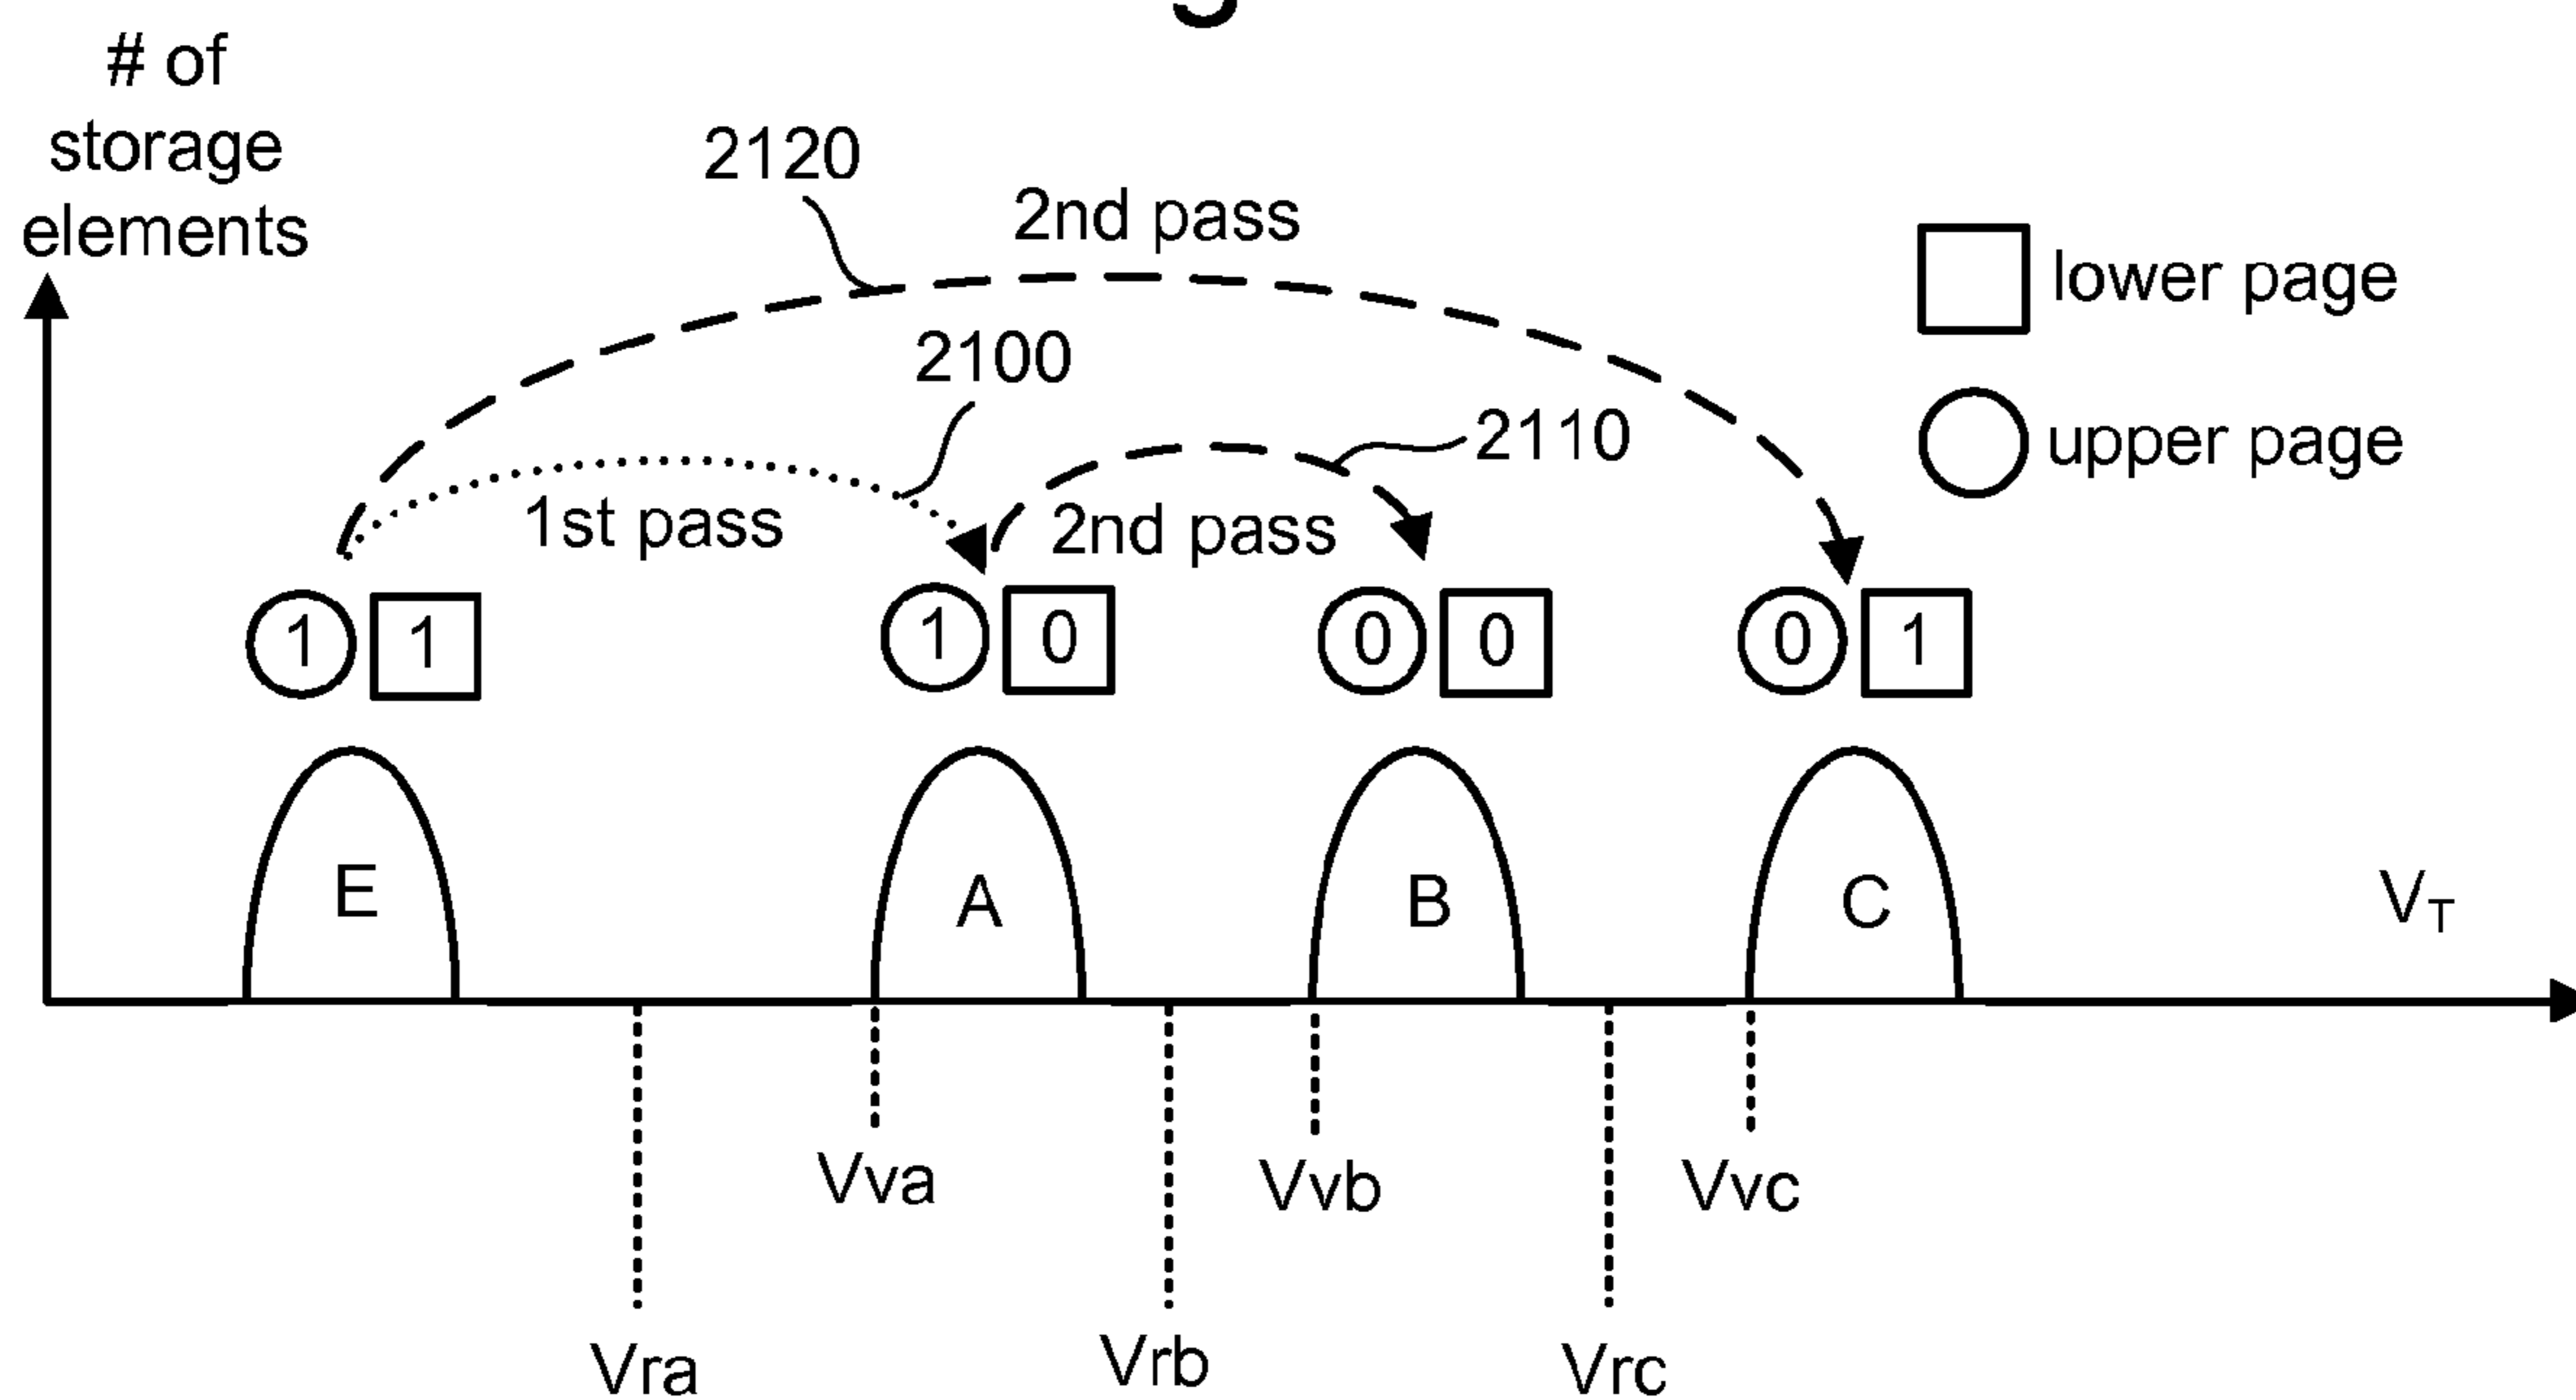 # of
storage
elements
2120
2nd pass
2100
2110
1st pass
2nd pass
lower page
upper page
1 1
1 0
0 0
0 1
E
A
B
C
VT
Vva
Vvb
Vvc
Vra
Vrb
Vrc